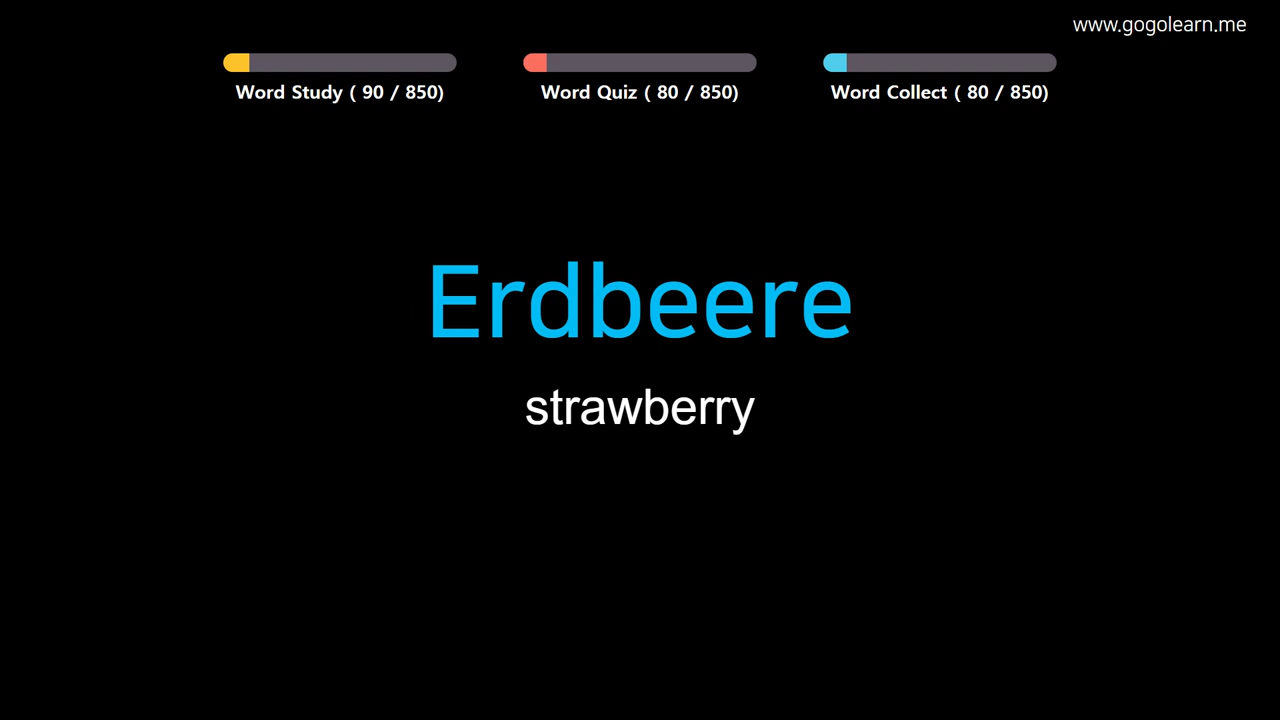 www.gogolearn.me
Word Study ( 90 / 850)
Word Quiz ( 80 / 850)
Word Collect ( 80 / 850)
Erdbeere
strawberry